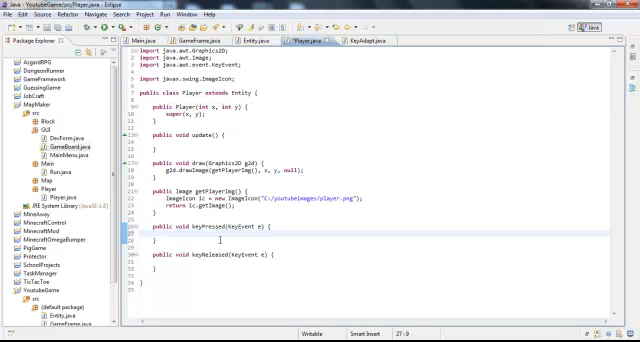 Java - YoutubeGame/src/Player.java - Eclipse
File Edit Source Refactor Navigate Search Project Run Window Help
Java
Package Explorer
Main.java
GameForm.java
Entity.java
*Player.java
KeyAdapt.java
AsgardRPG
DungeonRunner
GameFramework
GuessingGame
JobCraft
MapMaker
src
Block
GUI
DevForm.java
GameBoard.java
MainMenu.java
Main
Run.java
Map
Player
Player.java
JRE System Library [JavaSE-1.6]
MineAway
MinecraftControl
MinecraftOmegaBumper
PigGame
Protector
SchoolProjects
TaskManager
TicTacToe
YoutubeGame
src
(default package)
Entity.java
GameFrame.java
import java.awt.Graphics2D;
import java.awt.Image;
import java.awt.event.KeyEvent;
import javax.swing.ImageIcon;
public class Player extends Entity {
public Player(int x, int y) {
super(x, y);
}
public void update() {
}
public void draw(Graphics2D g2d) {
g2d.drawImage(getPlayerImg(), x, y, null);
}
public Image getPlayerImg() {
ImageIcon ic = new ImageIcon("C:/youtubeimages/player.png");
return ic.getImage();
}
public void keyPressed(KeyEvent e) {
}
public void keyReleased(KeyEvent e) {
}
}
Writable
Smart Insert
27 : 9